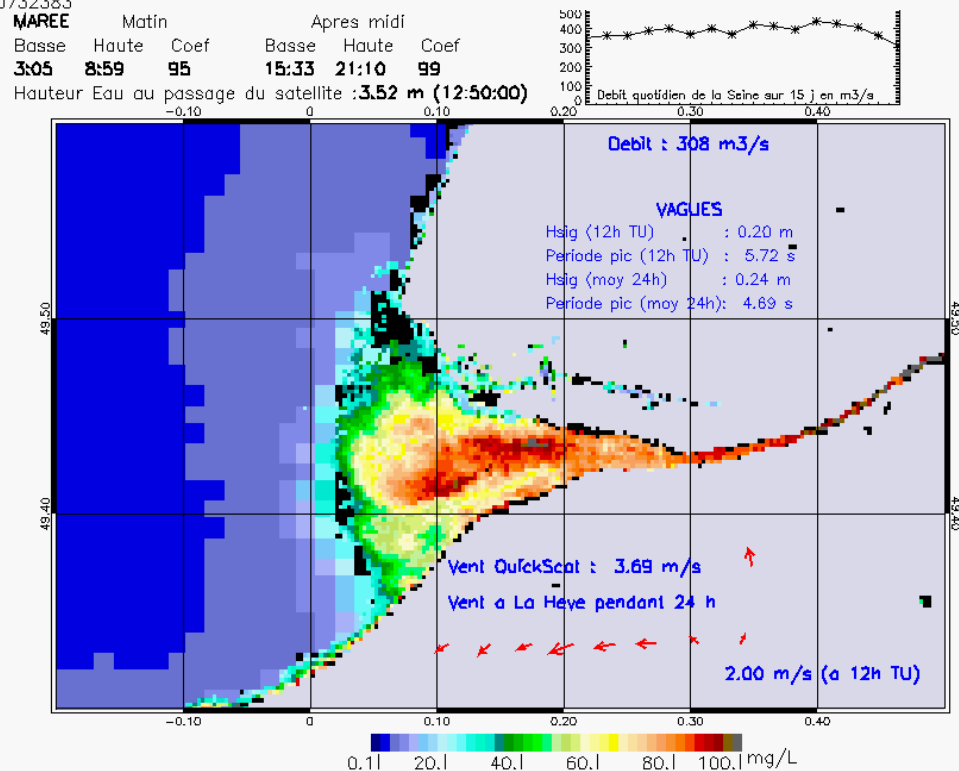 0732383
MAREE Matin Apres midi
Basse Haute Coef Basse Haute Coef
3:05 8:59 95 15:33 21:10 99
Hauteur Eau au passage du satellite :3.52 m (12:50:00)
500
400
300
200
100
0
Debit quotidien de la Seine sur 15 j en m3/s
-0.10 0 0.10 0.20 0.30 0.40
Debit : 308 m3/s
VAGUES
Hsig (12h TU) : 0.20 m
Periode pic (12h TU) : 5.72 s
Hsig (moy 24h) : 0.24 m
Periode pic (moy 24h): 4.69 s
49.50 49.50
49.40 49.40
Vent QuickScat : 3.69 m/s
Vent a La Heve pendant 24 h
2.00 m/s (a 12h TU)
-0.10 0 0.10 0.20 0.30 0.40
0.1 20. 40. 60. 80. 100. mg/L